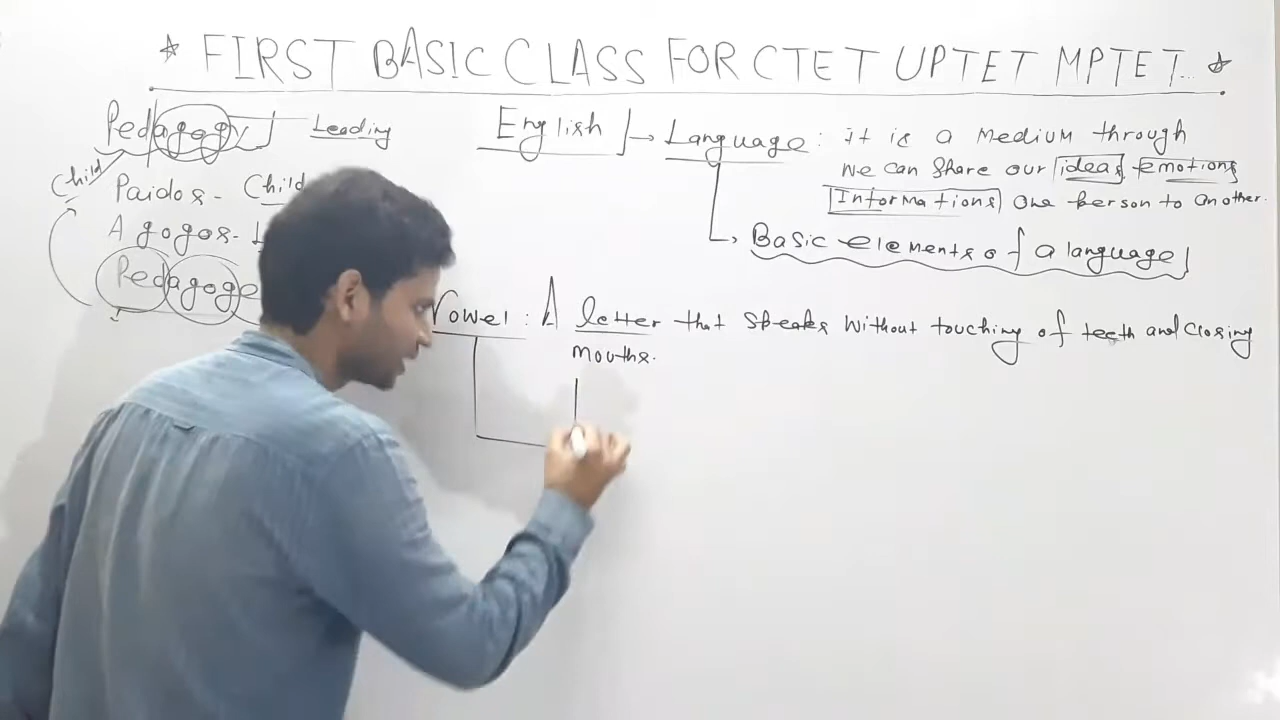 * FIRST BASIC CLASS FOR CTET UPTET MPTET... *
Pedagogy Leading
Child
Paidos - Child
Agogos -
Pedagoge
English → Language : it is a medium through
we can share our ideas emotions
Informations one person to another.
Basic elements of a language
Vowel : A letter that speaks without touching of teeth and closing
mouths.